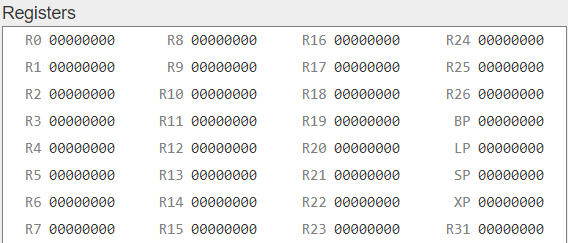 Registers
R0 00000000 R8 00000000 R16 00000000 R24 00000000
R1 00000000 R9 00000000 R17 00000000 R25 00000000
R2 00000000 R10 00000000 R18 00000000 R26 00000000
R3 00000000 R11 00000000 R19 00000000 BP 00000000
R4 00000000 R12 00000000 R20 00000000 LP 00000000
R5 00000000 R13 00000000 R21 00000000 SP 00000000
R6 00000000 R14 00000000 R22 00000000 XP 00000000
R7 00000000 R15 00000000 R23 00000000 R31 00000000